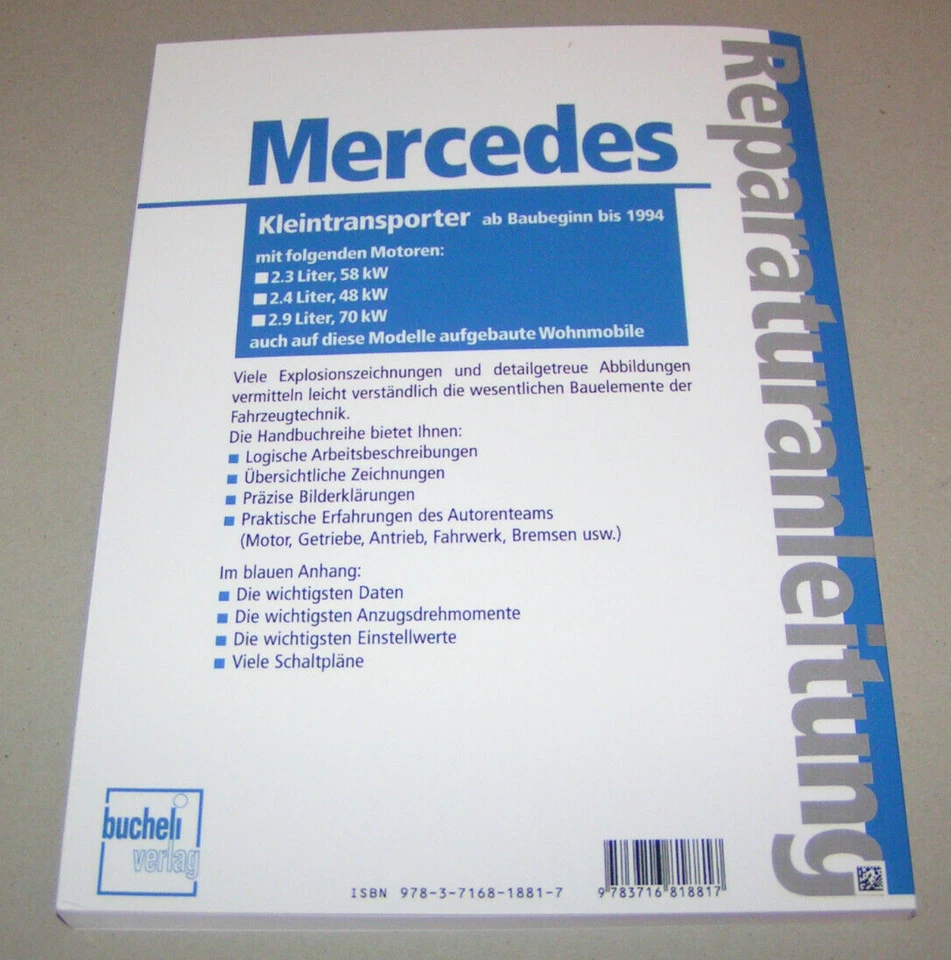 Mercedes
Kleintransporter ab Baubeginn bis 1994
mit folgenden Motoren:
2.3 Liter, 58 kW
2.4 Liter, 48 kW
2.9 Liter, 70 kW
auch auf diese Modelle aufgebaute Wohnmobile
Viele Explosionszeichnungen und detailgetreue Abbildungen
vermitteln leicht verständlich die wesentlichen Bauelemente der
Fahrzeugtechnik.
Die Handbuchreihe bietet Ihnen:
Logische Arbeitsbeschreibungen
Übersichtliche Zeichnungen
Präzise Bilderklärungen
Praktische Erfahrungen des Autorenteams
(Motor, Getriebe, Antrieb, Fahrwerk, Bremsen usw.)
Im blauen Anhang:
Die wichtigsten Daten
Die wichtigsten Anzugsdrehmomente
Die wichtigsten Einstellwerte
Viele Schaltpläne
bucheli
verlag
ISBN 978-3-7168-1881-7
9 783716 818817
Reparaturanleitung